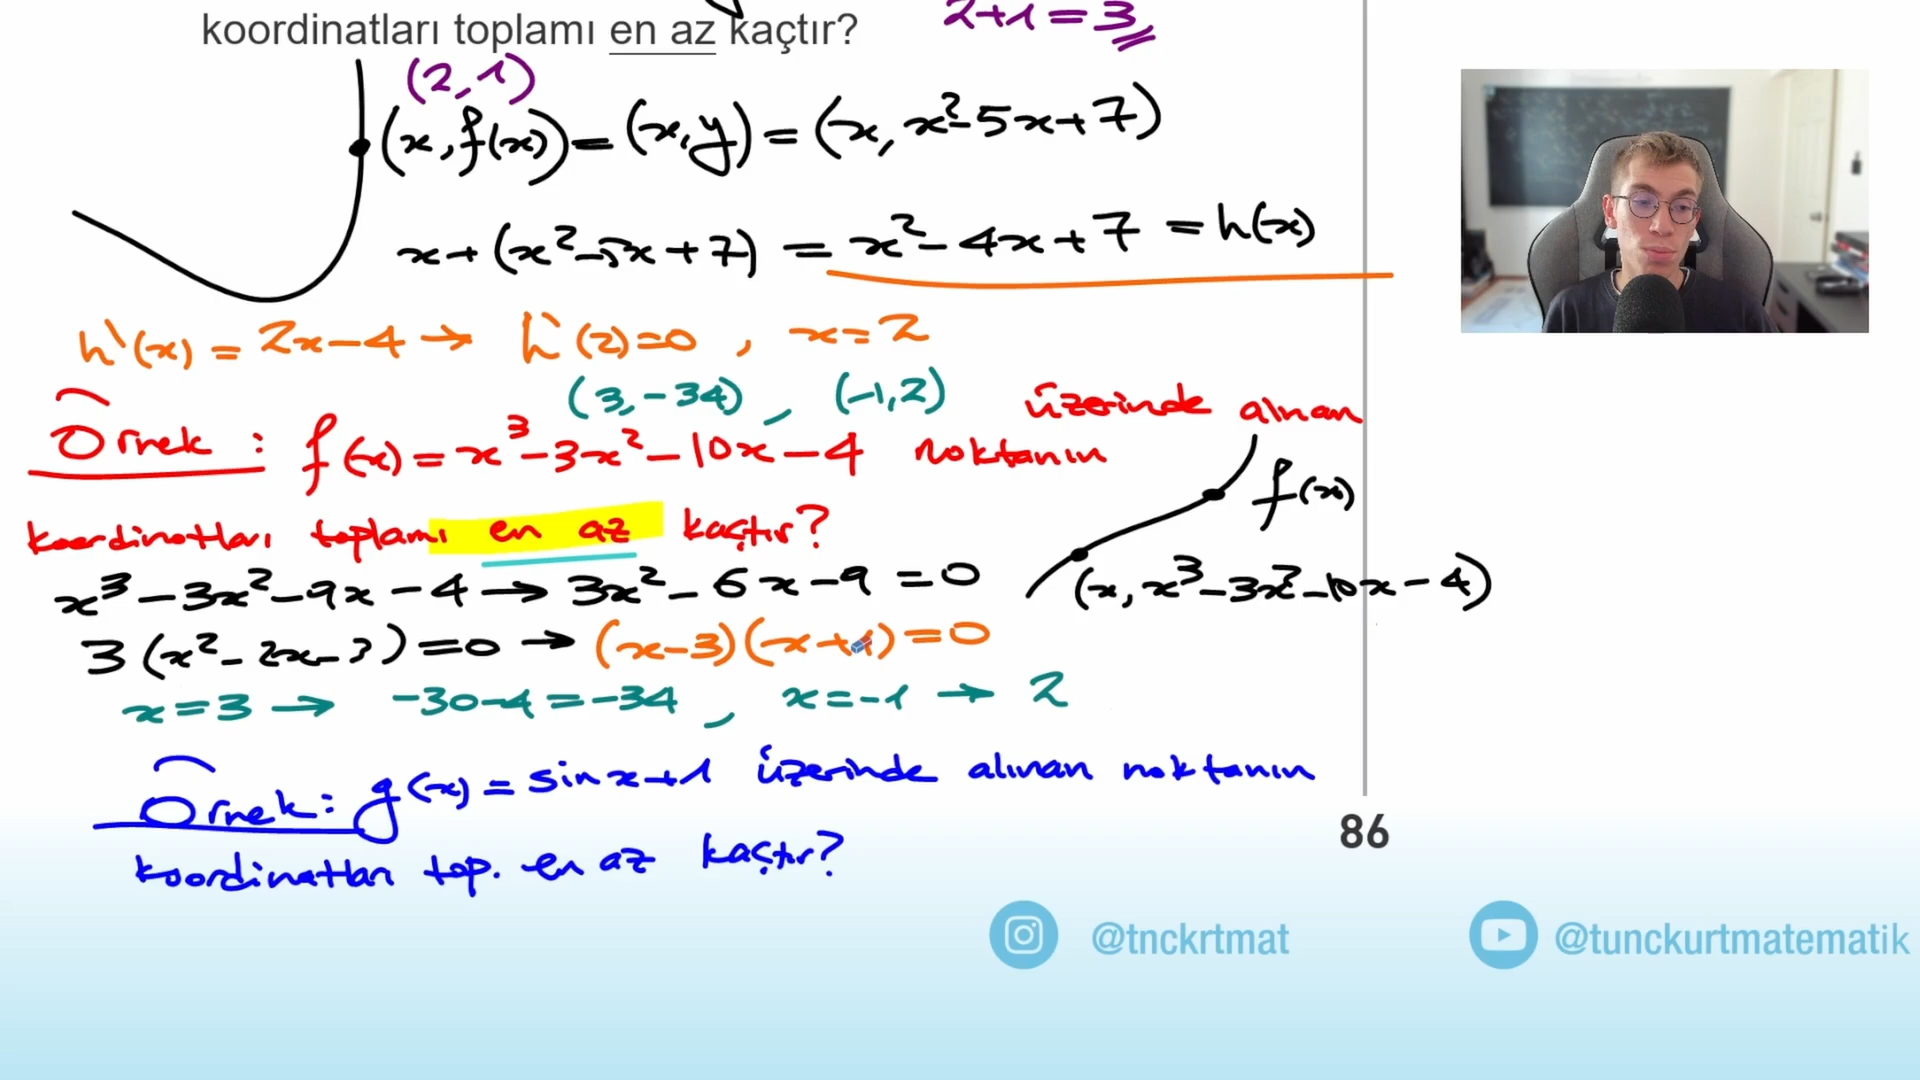 2+1=3
koordinatları toplamı en az kaçtır?
(2,1)
(x,f(x))=(x,y)=(x, x²-5x+7)
x+(x²-5x+7) = x²-4x+7 = h(x)
h'(x) = 2x-4 → h'(2)=0 , x=2
(3,-34) , (-1,2)
Örnek : f(x)=x³-3x²-10x-4 noktanın üzerinde alınan
f(x)
koordinatları toplamı en az kaçtır?
x³-3x²-9x-4 → 3x²-6x-9=0
(x, x³-3x²-10x-4)
3(x²-2x-3)=0 → (x-3)(x+1)=0
x=3 → -30-4=-34 , x=-1 → 2
Örnek: g(x)=sinx+1 üzerinde alınan noktanın
koordinatları top. en az kaçtır?
86
@tnckrtmat
@tunckurtmatematik